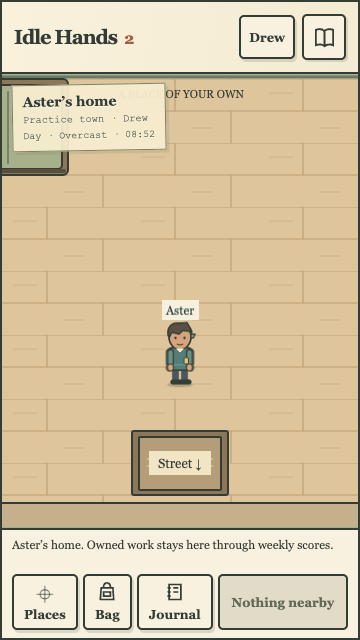 Idle Hands 2
Drew
OF YOUR OWN
Aster's home
Practice town · Drew
Day · Overcast · 08:52
Aster
Street ↓
Aster's home. Owned work stays here through weekly scores.
Places
Bag
Journal
Nothing nearby